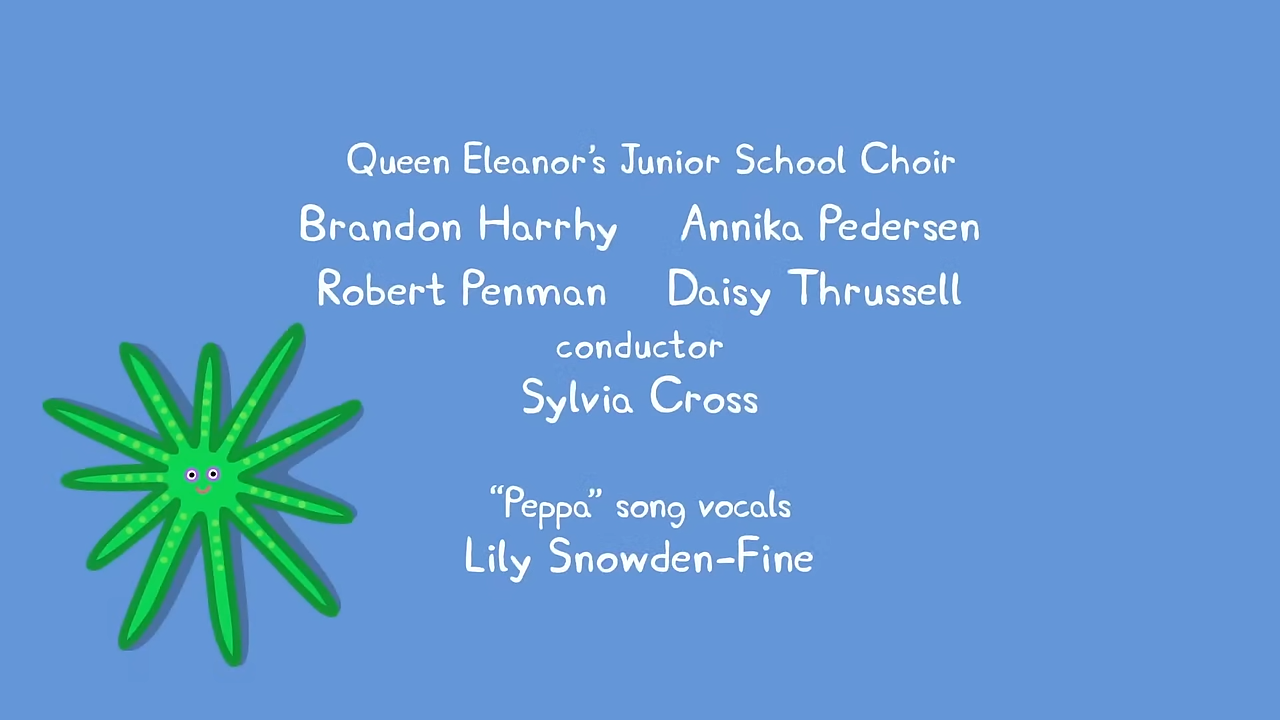 Queen Eleanor's Junior School Choir
Brandon Harrhy Annika Pedersen
Robert Penman Daisy Thrussell
conductor
Sylvia Cross
“Peppa” song vocals
Lily Snowden-Fine